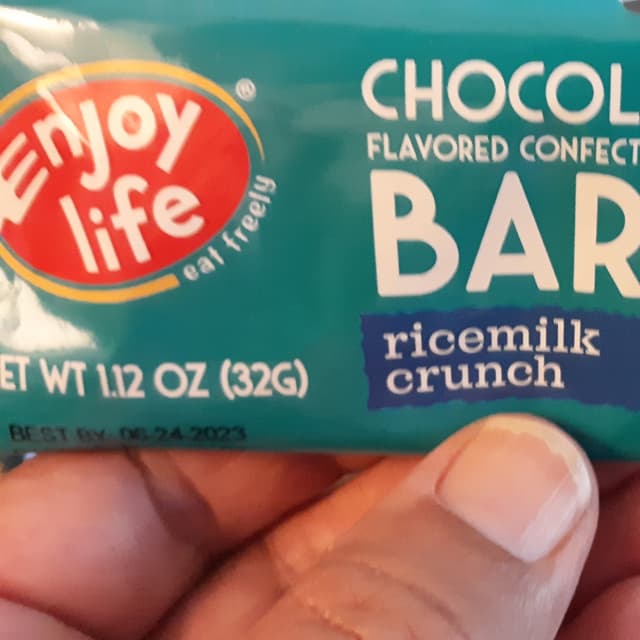 Enjoy
life
eat freely
®
ET WT 1.12 OZ (32G)
BEST BY 06-24-2023
CHOCOL
FLAVORED CONFECT
BAR
ricemilk
crunch